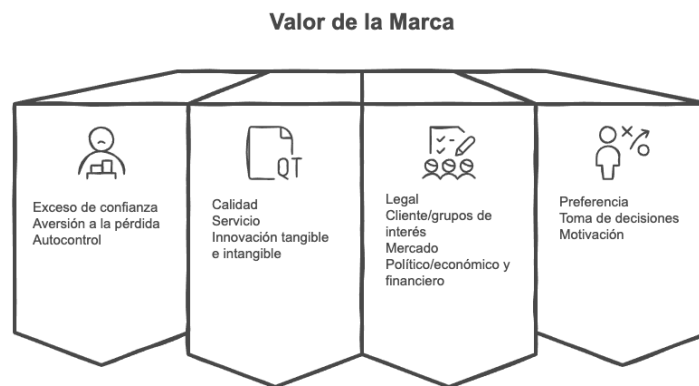 Valor de la Marca
Exceso de confianza
Aversión a la pérdida
Autocontrol
QT
Calidad
Servicio
Innovación tangible
e intangible
Legal
Cliente/grupos de
interés
Mercado
Político/económico y
financiero
Preferencia
Toma de decisiones
Motivación